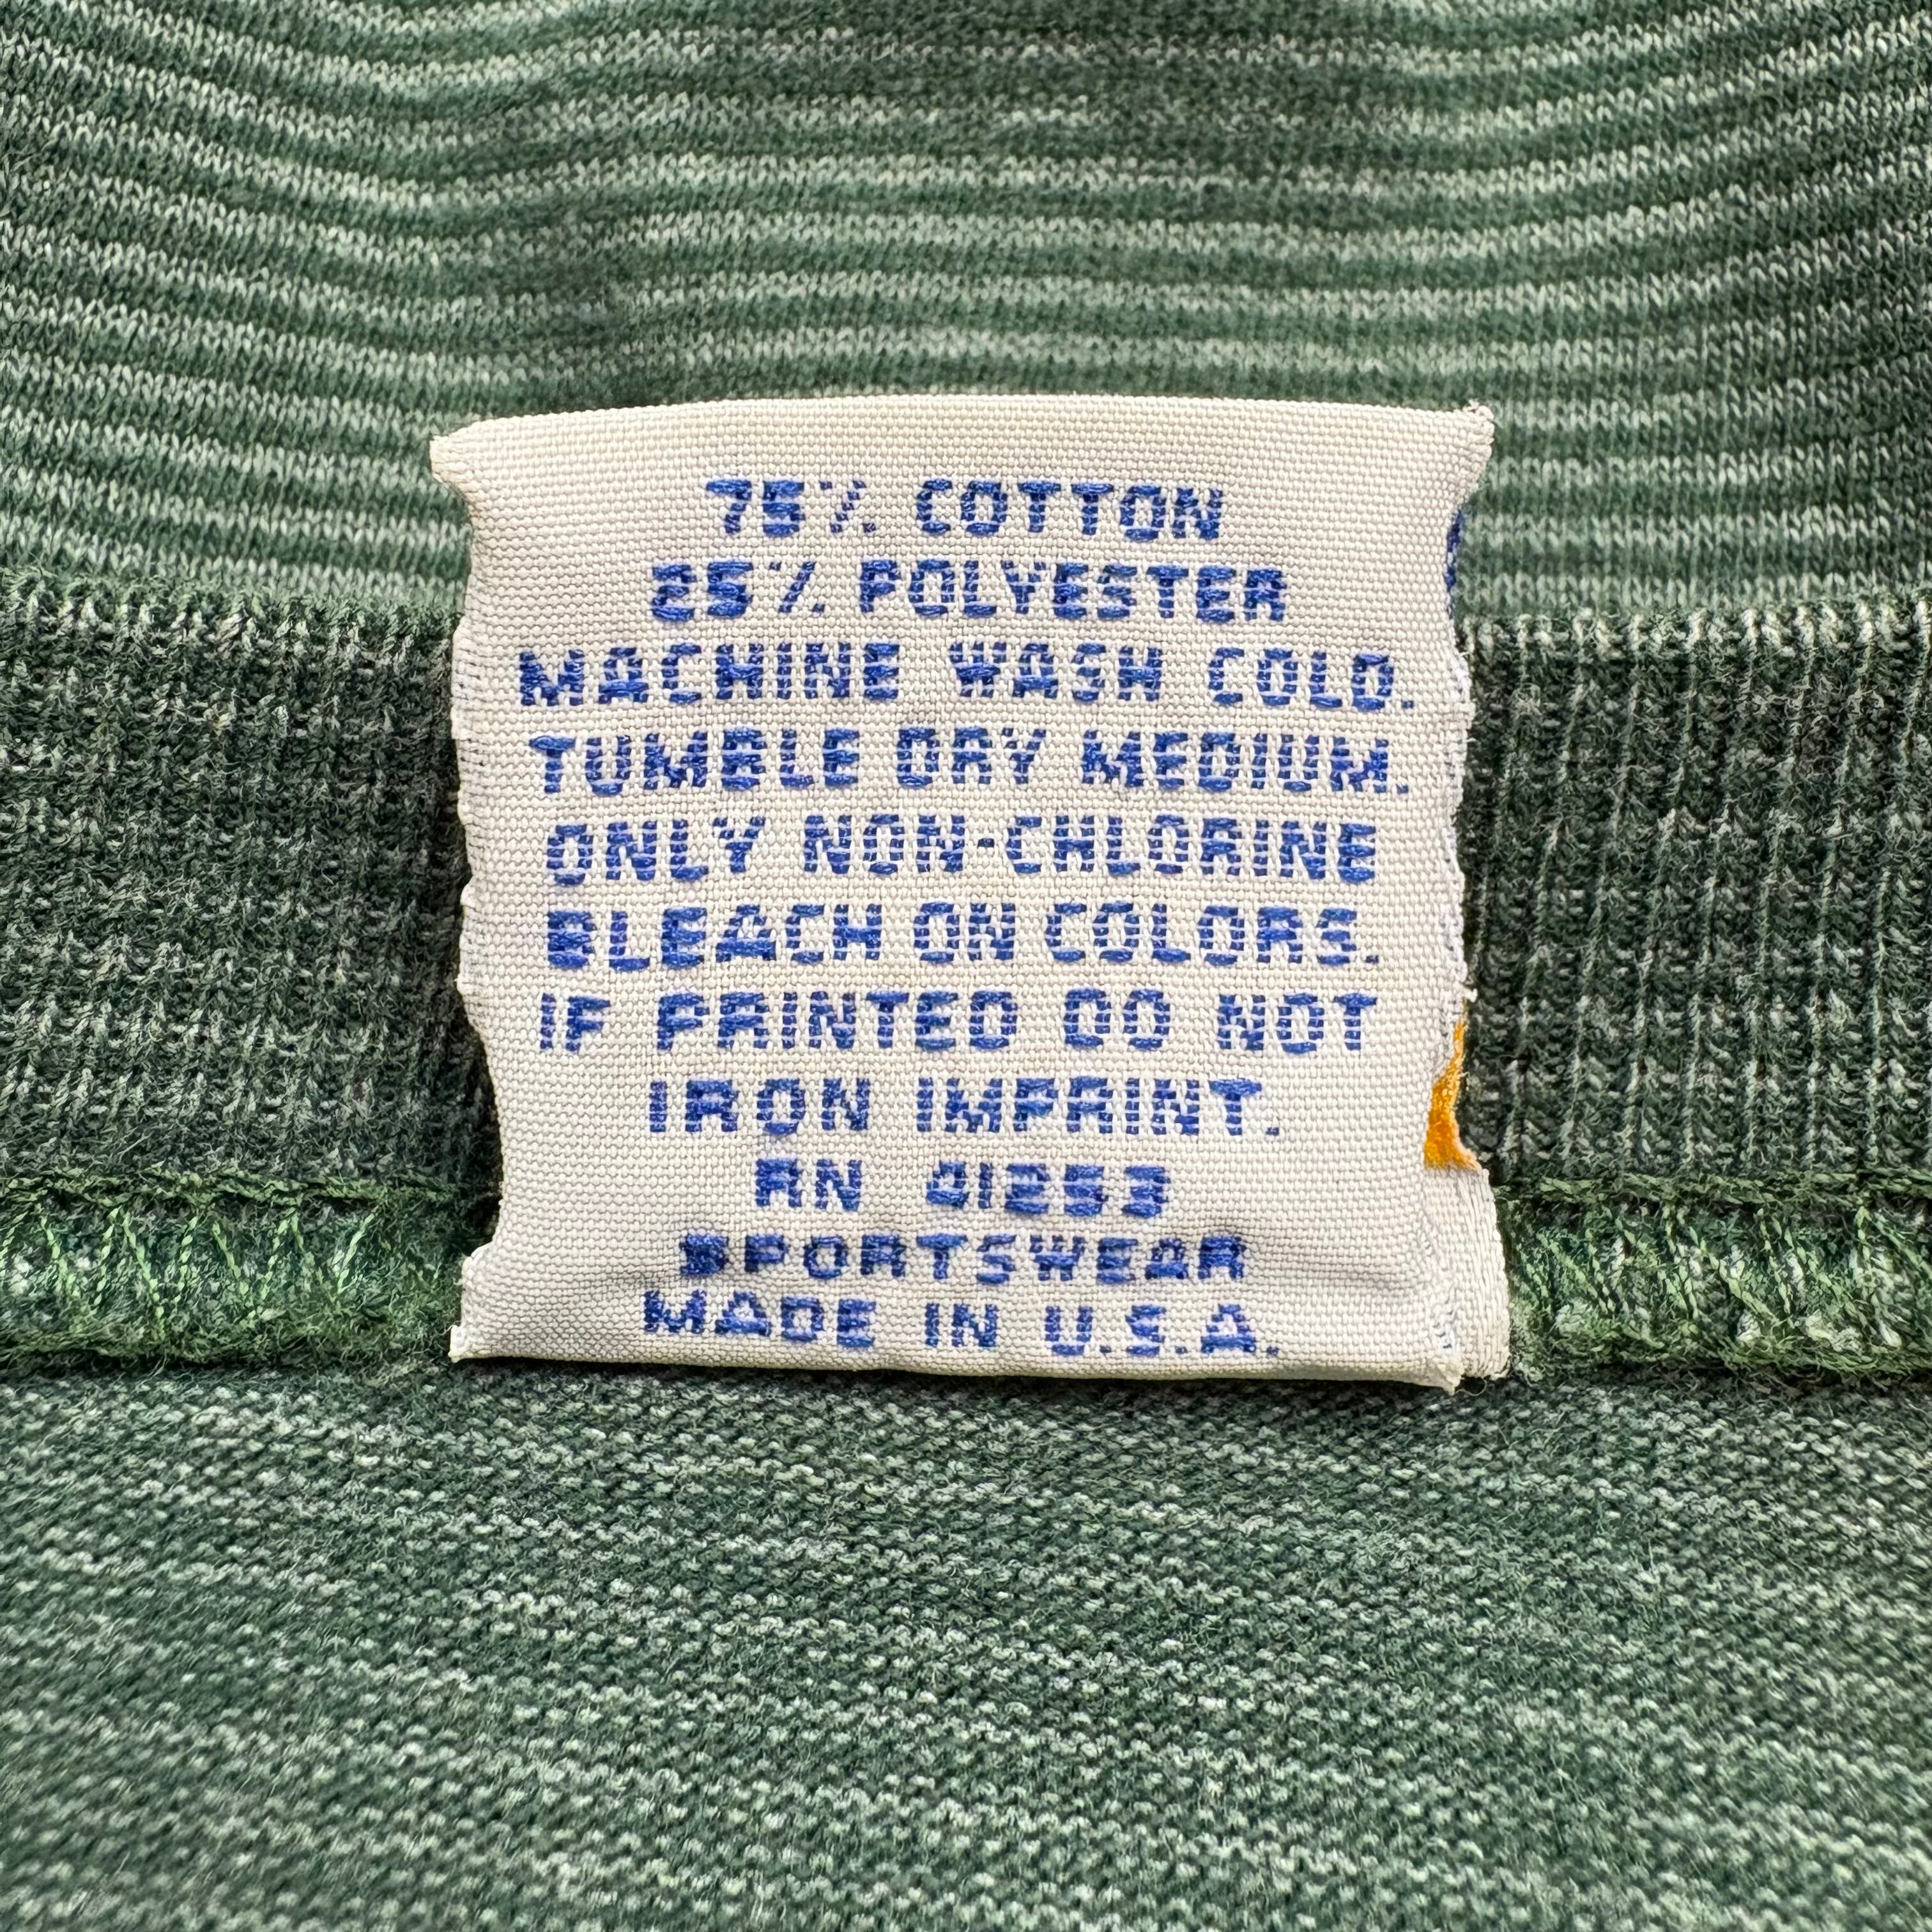 75% COTTON
25% POLYESTER
MACHINE WASH COLD.
TUMBLE DRY MEDIUM.
ONLY NON-CHLORINE
BLEACH ON COLORS.
IF PRINTED DO NOT
IRON IMPRINT.
RN 41253
SPORTSWEAR
MADE IN U.S.A.